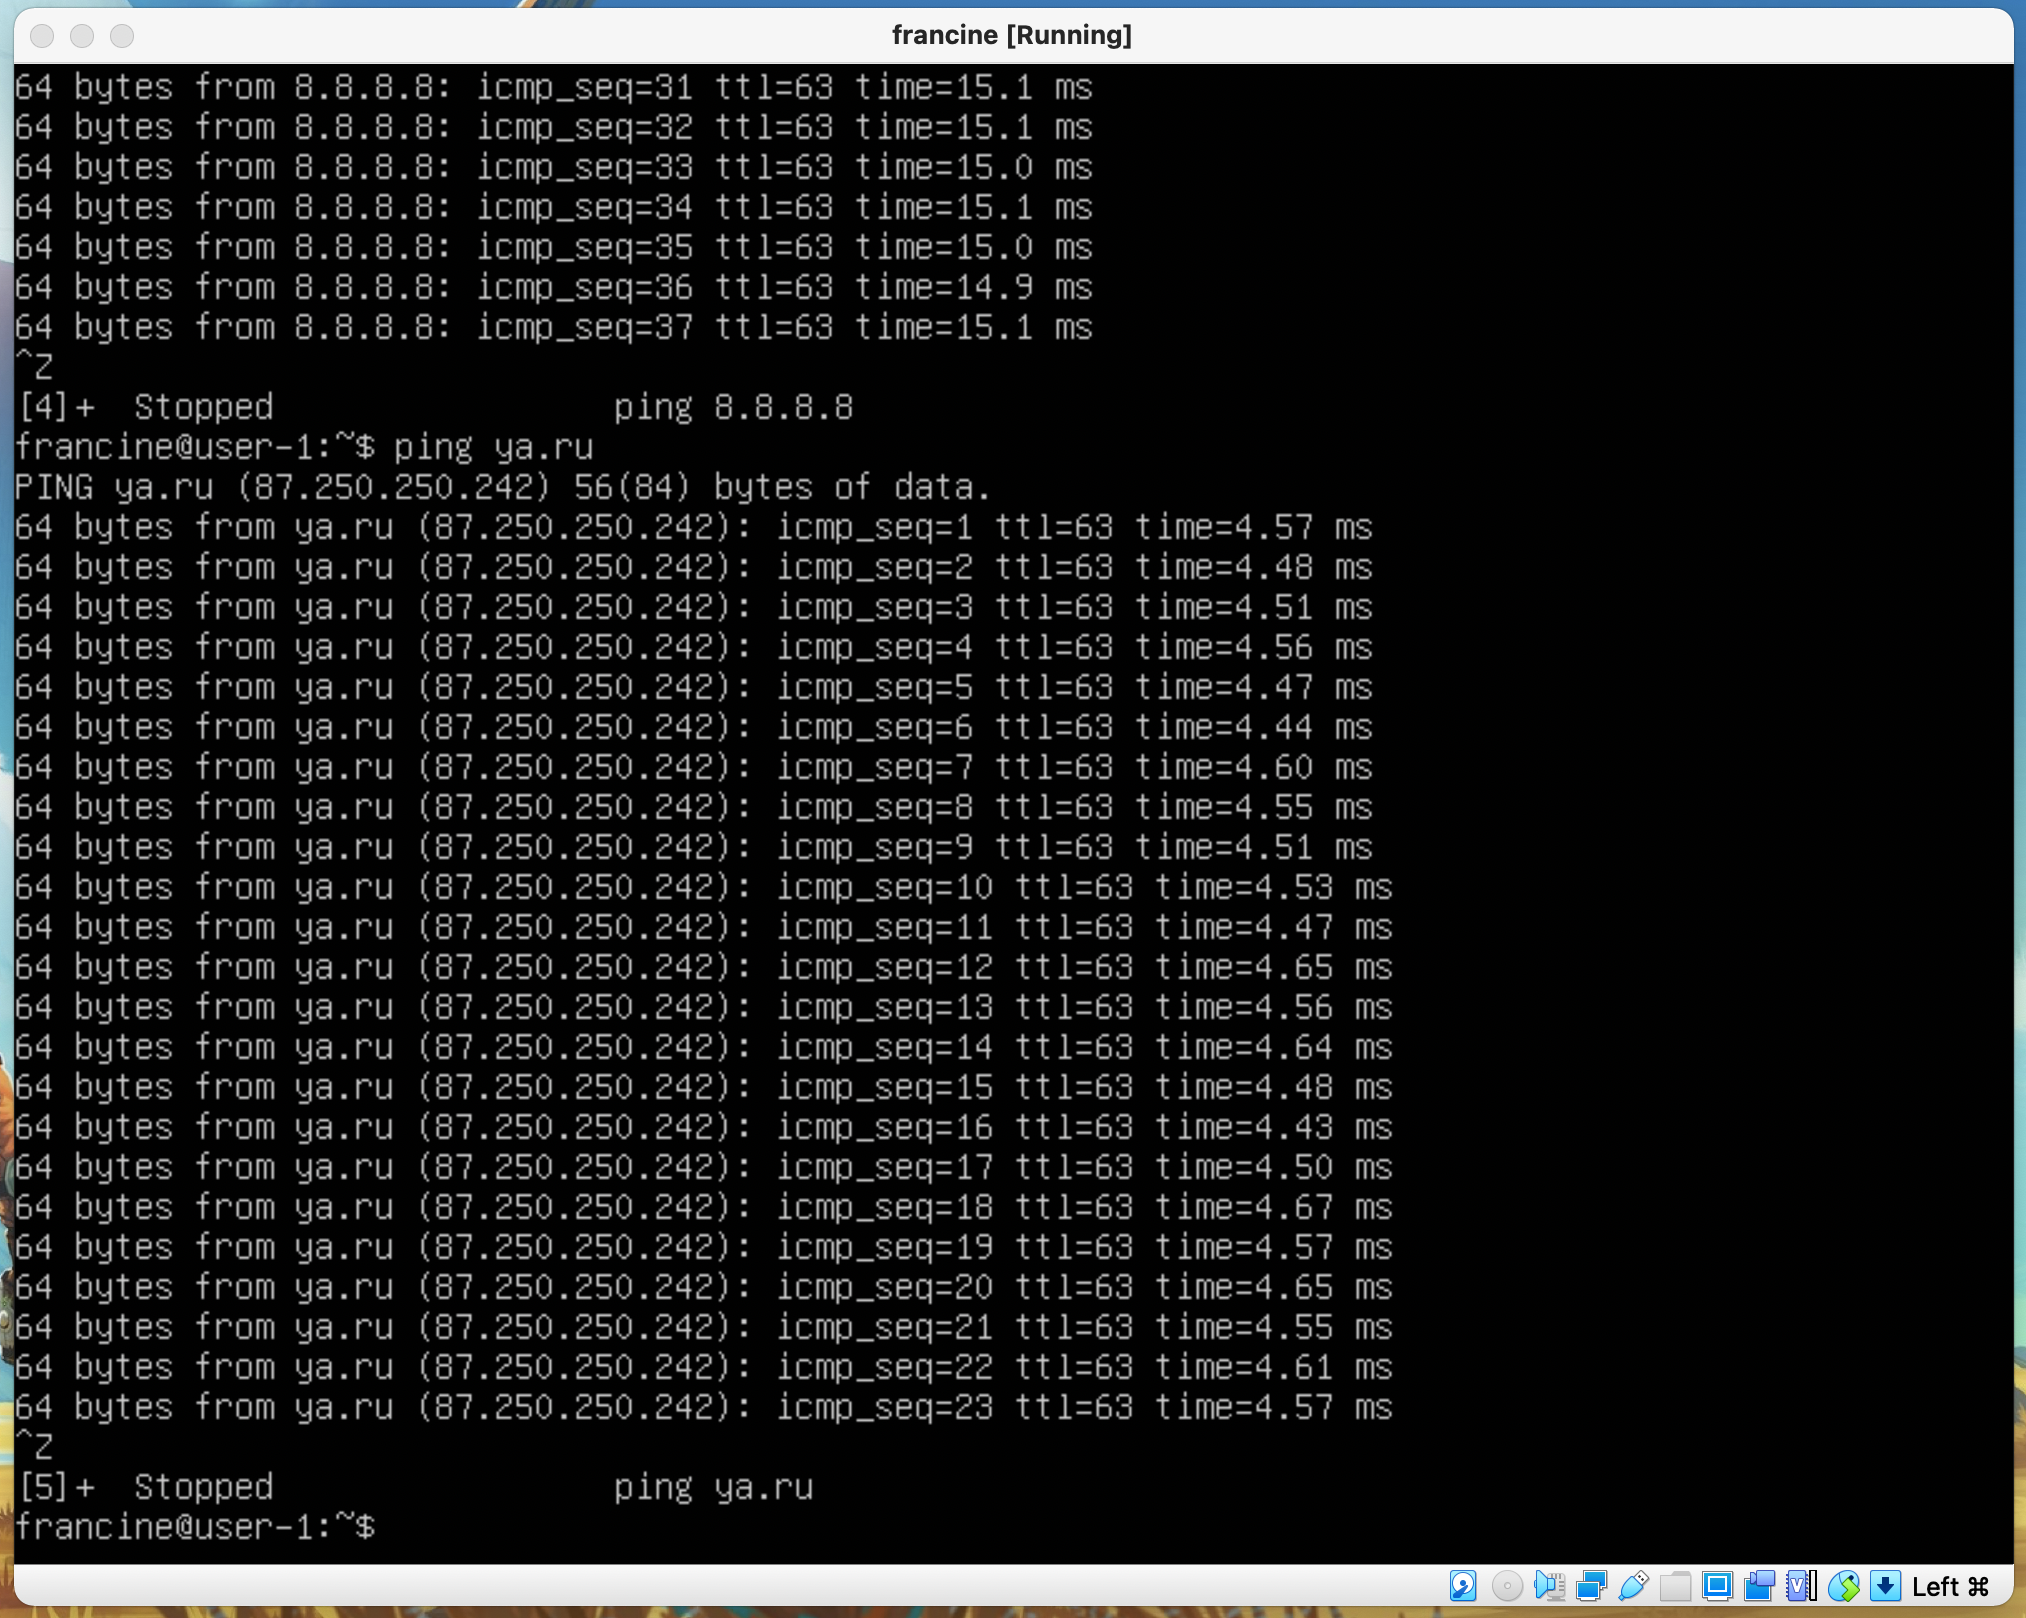 francine [Running]
64 bytes from 8.8.8.8: icmp_seq=31 ttl=63 time=15.1 ms
64 bytes from 8.8.8.8: icmp_seq=32 ttl=63 time=15.1 ms
64 bytes from 8.8.8.8: icmp_seq=33 ttl=63 time=15.0 ms
64 bytes from 8.8.8.8: icmp_seq=34 ttl=63 time=15.1 ms
64 bytes from 8.8.8.8: icmp_seq=35 ttl=63 time=15.0 ms
64 bytes from 8.8.8.8: icmp_seq=36 ttl=63 time=14.9 ms
64 bytes from 8.8.8.8: icmp_seq=37 ttl=63 time=15.1 ms
^Z
[4]+  Stopped                 ping 8.8.8.8
francine@user-1:~$ ping ya.ru
PING ya.ru (87.250.250.242) 56(84) bytes of data.
64 bytes from ya.ru (87.250.250.242): icmp_seq=1 ttl=63 time=4.57 ms
64 bytes from ya.ru (87.250.250.242): icmp_seq=2 ttl=63 time=4.48 ms
64 bytes from ya.ru (87.250.250.242): icmp_seq=3 ttl=63 time=4.51 ms
64 bytes from ya.ru (87.250.250.242): icmp_seq=4 ttl=63 time=4.56 ms
64 bytes from ya.ru (87.250.250.242): icmp_seq=5 ttl=63 time=4.47 ms
64 bytes from ya.ru (87.250.250.242): icmp_seq=6 ttl=63 time=4.44 ms
64 bytes from ya.ru (87.250.250.242): icmp_seq=7 ttl=63 time=4.60 ms
64 bytes from ya.ru (87.250.250.242): icmp_seq=8 ttl=63 time=4.55 ms
64 bytes from ya.ru (87.250.250.242): icmp_seq=9 ttl=63 time=4.51 ms
64 bytes from ya.ru (87.250.250.242): icmp_seq=10 ttl=63 time=4.53 ms
64 bytes from ya.ru (87.250.250.242): icmp_seq=11 ttl=63 time=4.47 ms
64 bytes from ya.ru (87.250.250.242): icmp_seq=12 ttl=63 time=4.65 ms
64 bytes from ya.ru (87.250.250.242): icmp_seq=13 ttl=63 time=4.56 ms
64 bytes from ya.ru (87.250.250.242): icmp_seq=14 ttl=63 time=4.64 ms
64 bytes from ya.ru (87.250.250.242): icmp_seq=15 ttl=63 time=4.48 ms
64 bytes from ya.ru (87.250.250.242): icmp_seq=16 ttl=63 time=4.43 ms
64 bytes from ya.ru (87.250.250.242): icmp_seq=17 ttl=63 time=4.50 ms
64 bytes from ya.ru (87.250.250.242): icmp_seq=18 ttl=63 time=4.67 ms
64 bytes from ya.ru (87.250.250.242): icmp_seq=19 ttl=63 time=4.57 ms
64 bytes from ya.ru (87.250.250.242): icmp_seq=20 ttl=63 time=4.65 ms
64 bytes from ya.ru (87.250.250.242): icmp_seq=21 ttl=63 time=4.55 ms
64 bytes from ya.ru (87.250.250.242): icmp_seq=22 ttl=63 time=4.61 ms
64 bytes from ya.ru (87.250.250.242): icmp_seq=23 ttl=63 time=4.57 ms
^Z
[5]+  Stopped                 ping ya.ru
francine@user-1:~$
Left ⌘